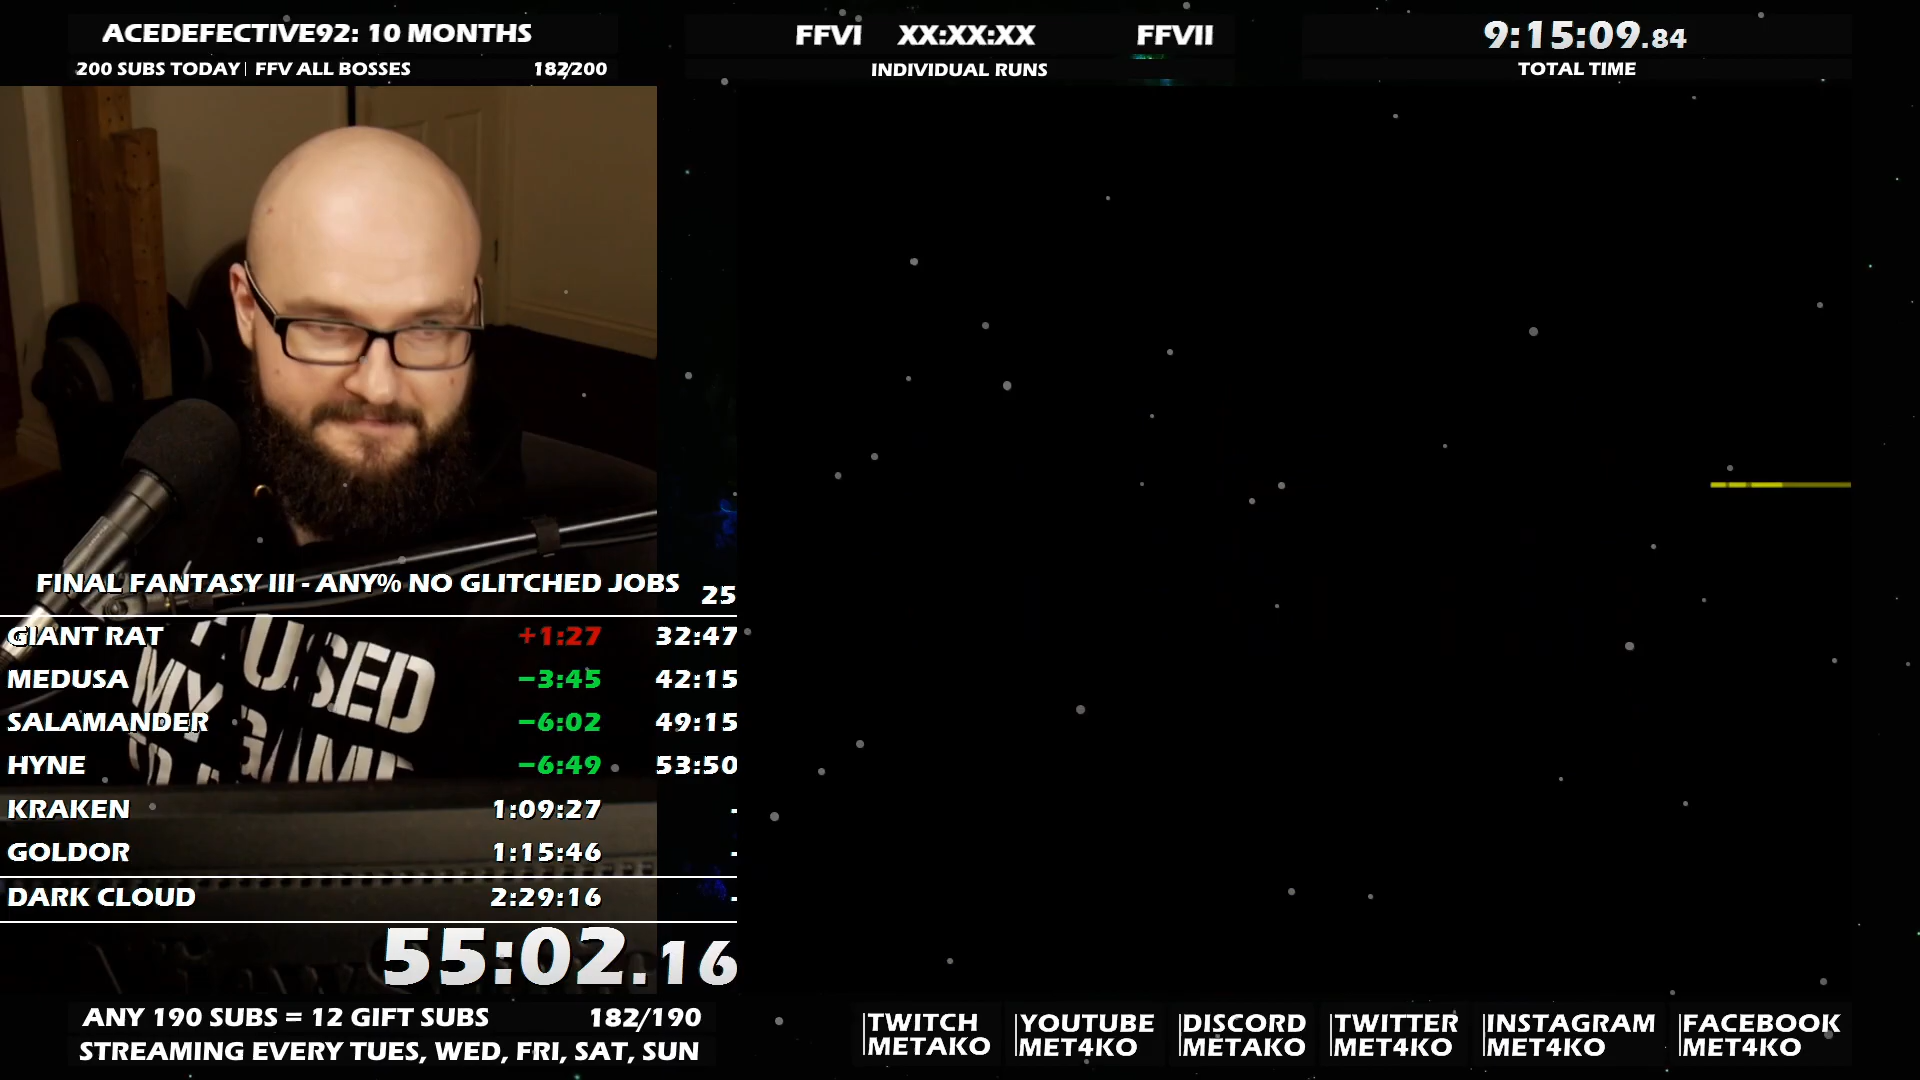 ACEDEFECTIVE92: 10 MONTHS
200 SUBS TODAY | FFV ALL BOSSES 182/200
FFVI XX:XX:XX FFVII
INDIVIDUAL RUNS
9:15:09.84
TOTAL TIME
FINAL FANTASY III - ANY% NO GLITCHED JOBS 25
GIANT RAT +1:27 32:47
MEDUSA -3:45 42:15
SALAMANDER -6:02 49:15
HYNE -6:49 53:50
KRAKEN 1:09:27 -
GOLDOR 1:15:46 -
DARK CLOUD 2:29:16 -
55:02.16
USED
MY
GAME
ANY 190 SUBS = 12 GIFT SUBS 182/190
STREAMING EVERY TUES, WED, FRI, SAT, SUN
TWITCH
METAKO
YOUTUBE
MET4KO
DISCORD
METAKO
TWITTER
MET4KO
INSTAGRAM
MET4KO
FACEBOOK
MET4KO